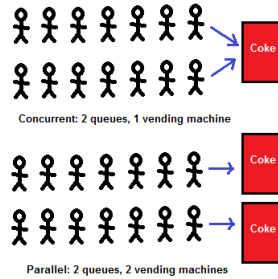 Coke
Concurrent: 2 queues, 1 vending machine
Coke
Coke
Parallel: 2 queues, 2 vending machines